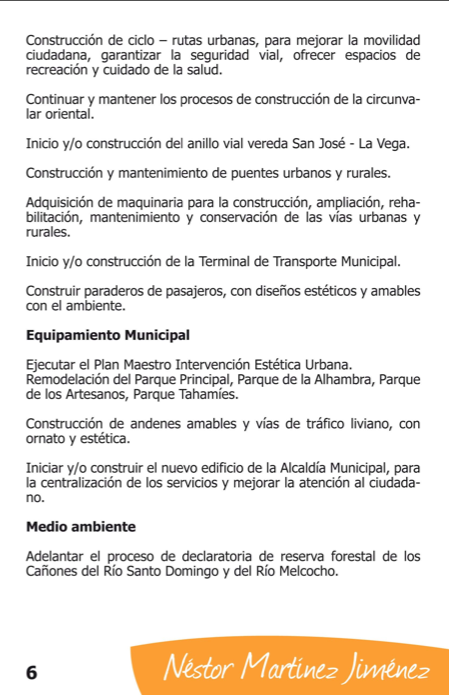 Construcción de ciclo – rutas urbanas, para mejorar la movilidad
ciudadana, garantizar la seguridad vial, ofrecer espacios de
recreación y cuidado de la salud.
Continuar y mantener los procesos de construcción de la circunva-
lar oriental.
Inicio y/o construcción del anillo vial vereda San José - La Vega.
Construcción y mantenimiento de puentes urbanos y rurales.
Adquisición de maquinaria para la construcción, ampliación, reha-
bilitación, mantenimiento y conservación de las vías urbanas y
rurales.
Inicio y/o construcción de la Terminal de Transporte Municipal.
Construir paraderos de pasajeros, con diseños estéticos y amables
con el ambiente.
Equipamiento Municipal
Ejecutar el Plan Maestro Intervención Estética Urbana.
Remodelación del Parque Principal, Parque de la Alhambra, Parque
de los Artesanos, Parque Tahamíes.
Construcción de andenes amables y vías de tráfico liviano, con
ornato y estética.
Iniciar y/o construir el nuevo edificio de la Alcaldía Municipal, para
la centralización de los servicios y mejorar la atención al ciudada-
no.
Medio ambiente
Adelantar el proceso de declaratoria de reserva forestal de los
Cañones del Río Santo Domingo y del Río Melcocho.
6
Néstor Martínez Jiménez